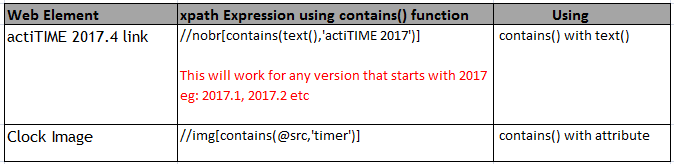 Web Element xpath Expression using contains() function Using
actiTIME 2017.4 link //nobr[contains(text(),'actiTIME 2017')] contains() with text()
This will work for any version that starts with 2017
eg: 2017.1, 2017.2 etc
Clock Image //img[contains(@src,'timer')] contains() with attribute